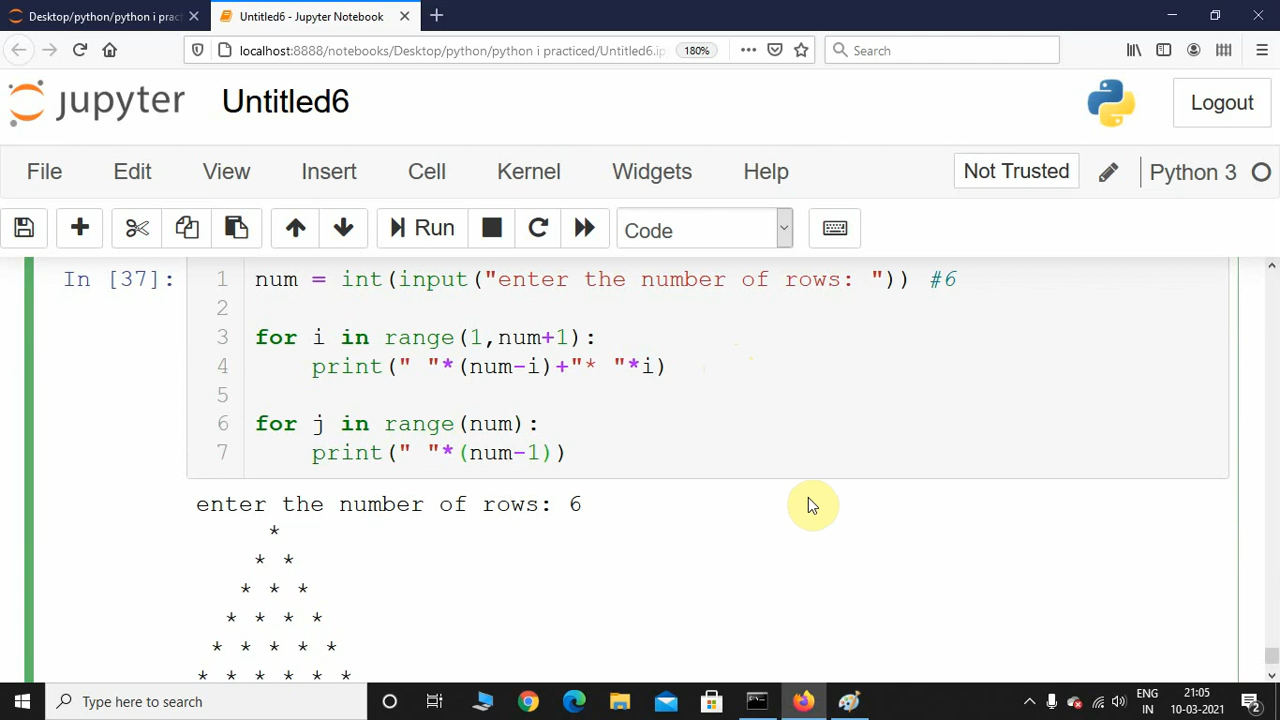 Desktop/python/python i prac
Untitled6 - Jupyter Notebook
localhost:8888/notebooks/Desktop/python/python i practiced/Untitled6.ip
180%
Search
jupyter
Untitled6
Logout
File
Edit
View
Insert
Cell
Kernel
Widgets
Help
Not Trusted
Python 3
Run
Code
In [37]:
1 num = int(input("enter the number of rows: ")) #6
2
3 for i in range(1,num+1):
4     print(" "*(num-i)+"* "*i)
5
6 for j in range(num):
7     print(" "*(num-1))
enter the number of rows: 6
     *
    * *
   * * *
  * * * *
 * * * * *
* * * * * *
Type here to search
ENG
IN
21:05
10-03-2021
2